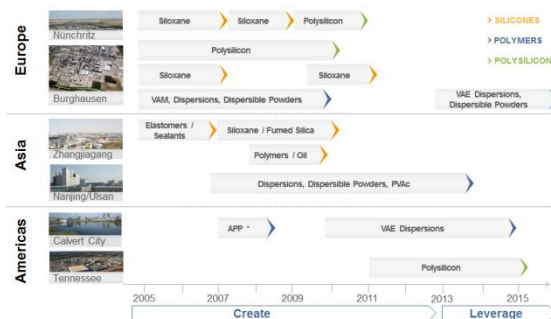 Europe
Nünchritz
Siloxane
Siloxane
Polysilicon
SILICONES
POLYMERS
POLYSILICON
Burghausen
Polysilicon
Siloxane
Siloxane
VAM, Dispersions, Dispersible Powders
VAE Dispersions,
Dispersible Powders
Asia
Zhangjiagang
Elastomers /
Sealants
Siloxane / Fumed Silica
Polymers / Oil
Nanjing/Ulsan
Dispersions, Dispersible Powders, PVAc
Americas
Calvert City
APP *
VAE Dispersions
Tennessee
Polysilicon
2005 2007 2009 2011 2013 2015
Create Leverage